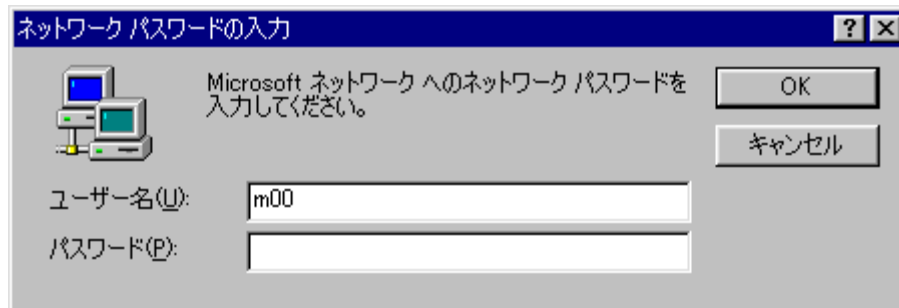 ネットワーク パスワードの入力
Microsoft ネットワーク へのネットワーク パスワードを
入力してください。
OK
キャンセル
ユーザー名(U):
m00
パスワード(P):